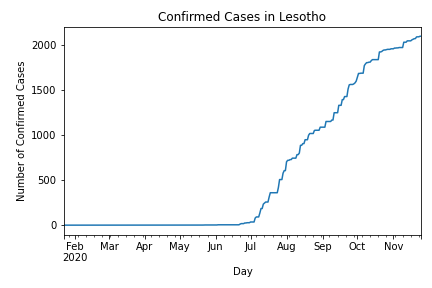 Confirmed Cases in Lesotho
Number of Confirmed Cases
2000
1500
1000
500
0
Feb Mar Apr May Jun Jul Aug Sep Oct Nov
2020
Day